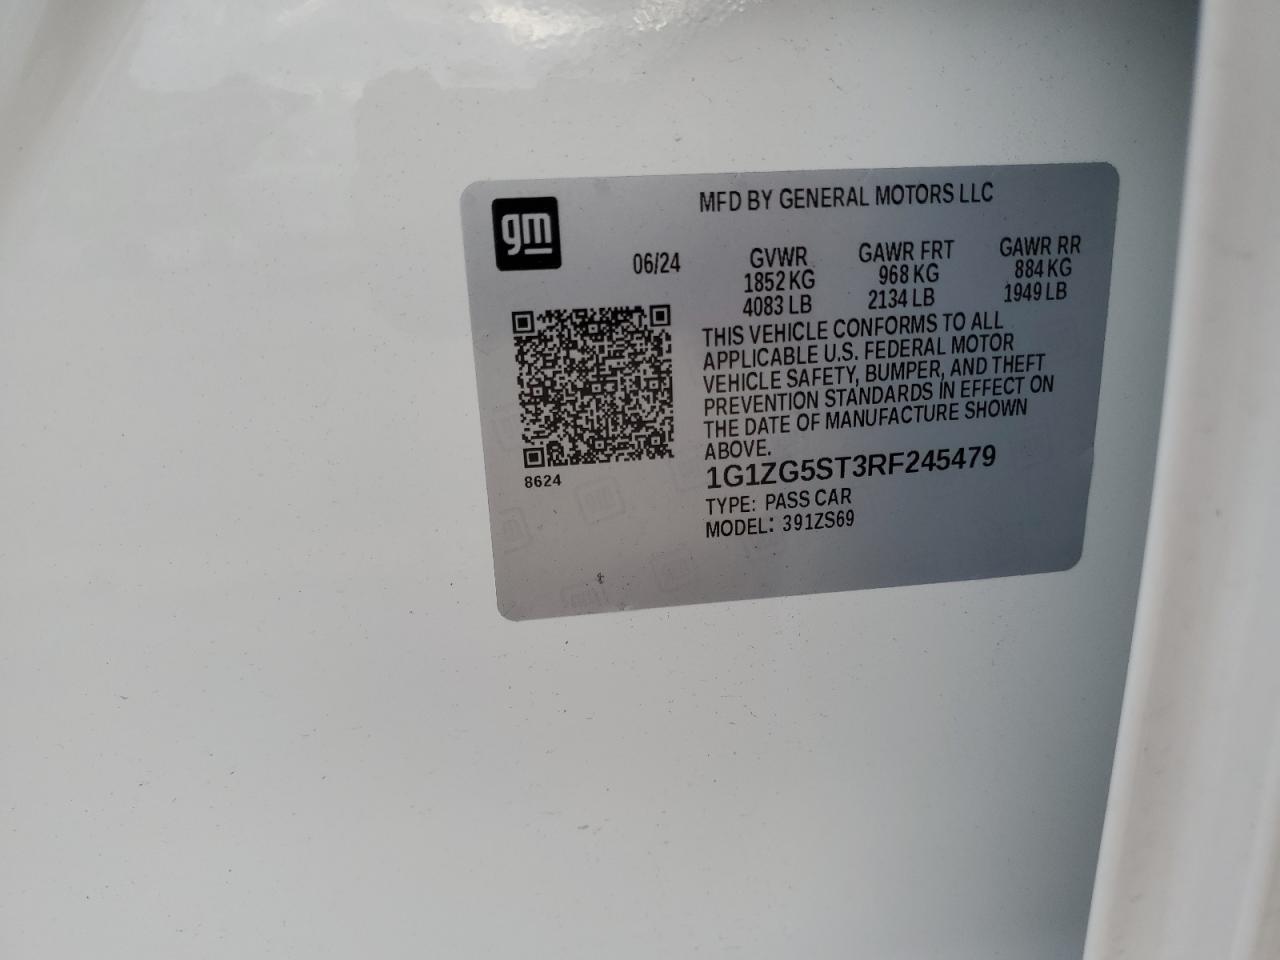 gm
MFD BY GENERAL MOTORS LLC
06/24
GVWR
1852 KG
4083 LB
GAWR FRT
968 KG
2134 LB
GAWR RR
884 KG
1949 LB
THIS VEHICLE CONFORMS TO ALL
APPLICABLE U.S. FEDERAL MOTOR
VEHICLE SAFETY, BUMPER, AND THEFT
PREVENTION STANDARDS IN EFFECT ON
THE DATE OF MANUFACTURE SHOWN
ABOVE.
8624
1G1ZG5ST3RF245479
TYPE: PASS CAR
MODEL: 391ZS69